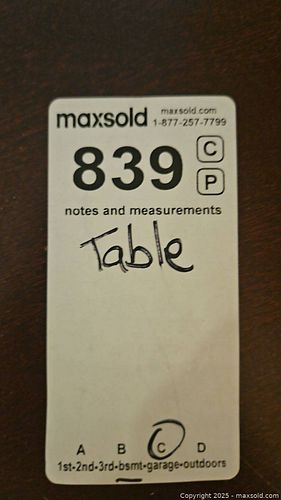 maxsold maxsold.com
1-877-257-7799
839 C
P
notes and measurements
Table
A B C D
1st-2nd-3rd-bsmt-garage-outdoors
Copyright 2025 - maxsold.com